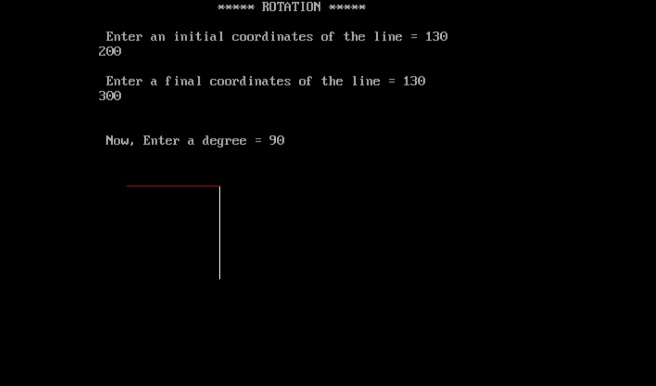 ***** ROTATION *****
Enter an initial coordinates of the line = 130
200
Enter a final coordinates of the line = 130
300
Now, Enter a degree = 90